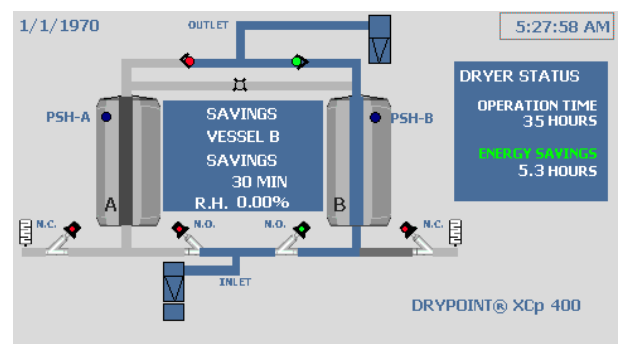 1/1/1970
OUTLET
5:27:58 AM
DRYER STATUS
OPERATION TIME
35 HOURS
ENERGY SAVINGS
5.3 HOURS
PSH-A
SAVINGS
VESSEL B
SAVINGS
30 MIN
R.H. 0.00%
PSH-B
A
B
N.C.
N.O.
N.O.
N.C.
INLET
DRYPOINT® XCp 400